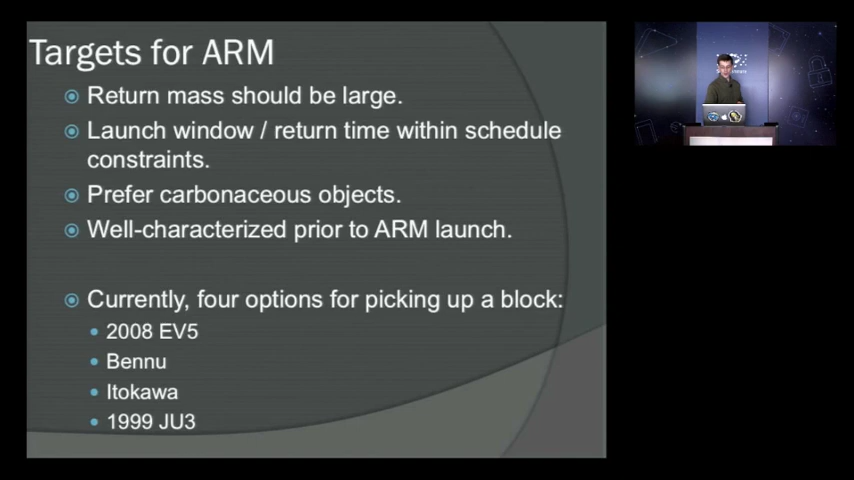 Targets for ARM
Return mass should be large.
Launch window / return time within schedule
constraints.
Prefer carbonaceous objects.
Well-characterized prior to ARM launch.
Currently, four options for picking up a block:
2008 EV5
Bennu
Itokawa
1999 JU3